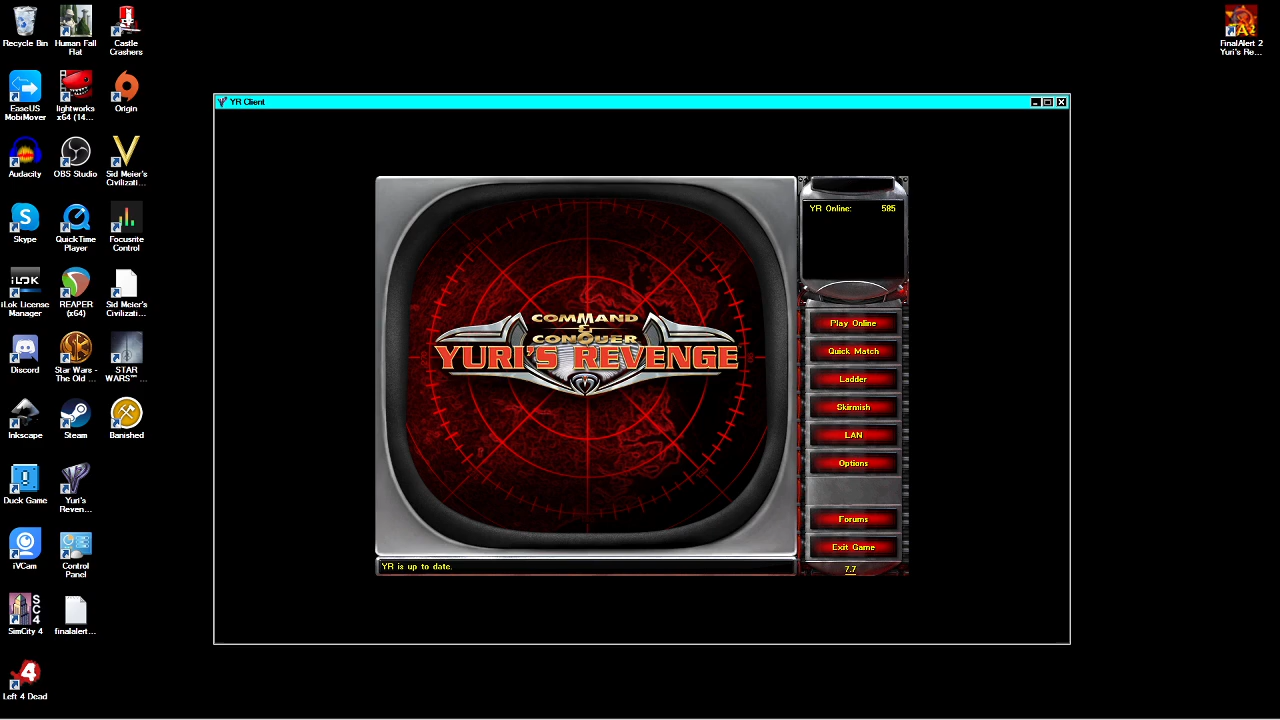 Recycle Bin
Human Fall
Flat
Castle
Crashers
FinalAlert 2
Yuri's Re...
EaseUS
MobiMover
lightworks
x64 (14...
Origin
Audacity
OBS Studio
Sid Meier's
Civilizati...
Skype
QuickTime
Player
Focusrite
Control
iLOK
iLok License
Manager
REAPER
(x64)
Sid Meier's
Civilizati...
Discord
Star Wars -
The Old ...
STAR
WARS™ ...
Inkscape
Steam
Banished
Duck Game
Yuri's
Reven...
iVCam
Control
Panel
SC4
SimCity 4
finalalert...
4
Left 4 Dead
YR Client
COMMAND
&
CONQUER
YURI'S REVENGE
YR is up to date.
YR Online: 585
Play Online
Quick Match
Ladder
Skirmish
LAN
Options
Forums
Exit Game
7.7